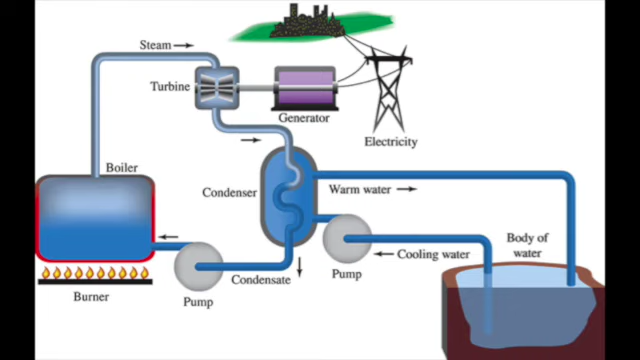 Steam
Turbine
Generator
Electricity
Boiler
Condenser
Warm water
Body of
water
Cooling water
Pump
Condensate
Pump
Burner